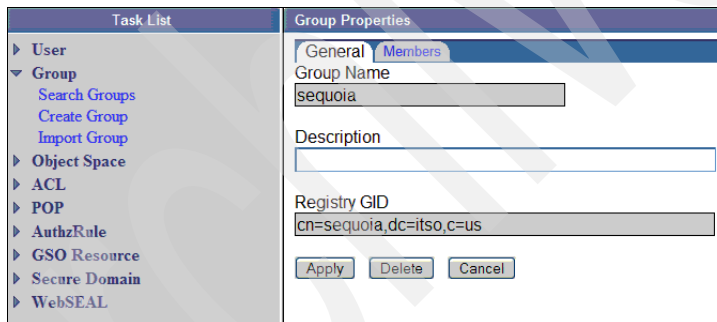 Task List
User
Group
Search Groups
Create Group
Import Group
Object Space
ACL
POP
AuthzRule
GSO Resource
Secure Domain
WebSEAL
Group Properties
General Members
Group Name
sequoia
Description
Registry GID
cn=sequoia,dc=itso,c=us
Apply Delete Cancel